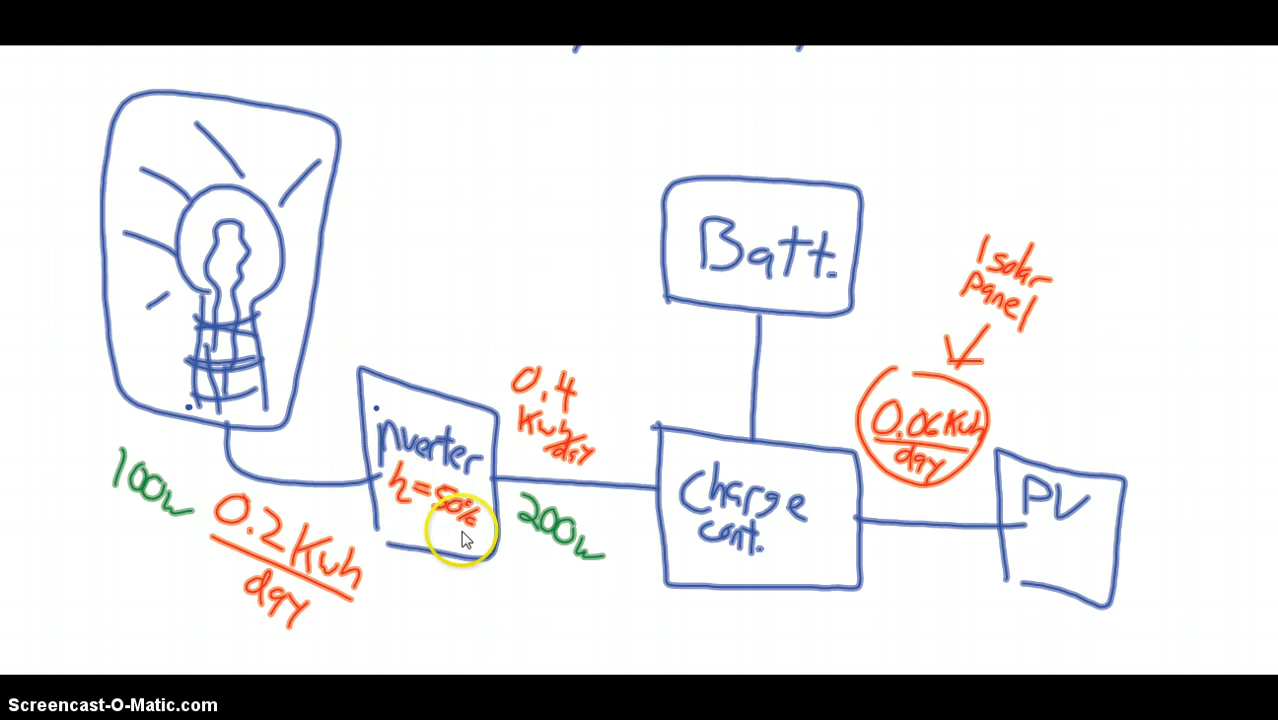 Batt.
1 solar
panel
0.4
Kwh/day
0.06 Kwh
day
inverter
h=50%
Charge
cont.
PV
100w
200w
0.2 Kwh
day
Screencast-O-Matic.com